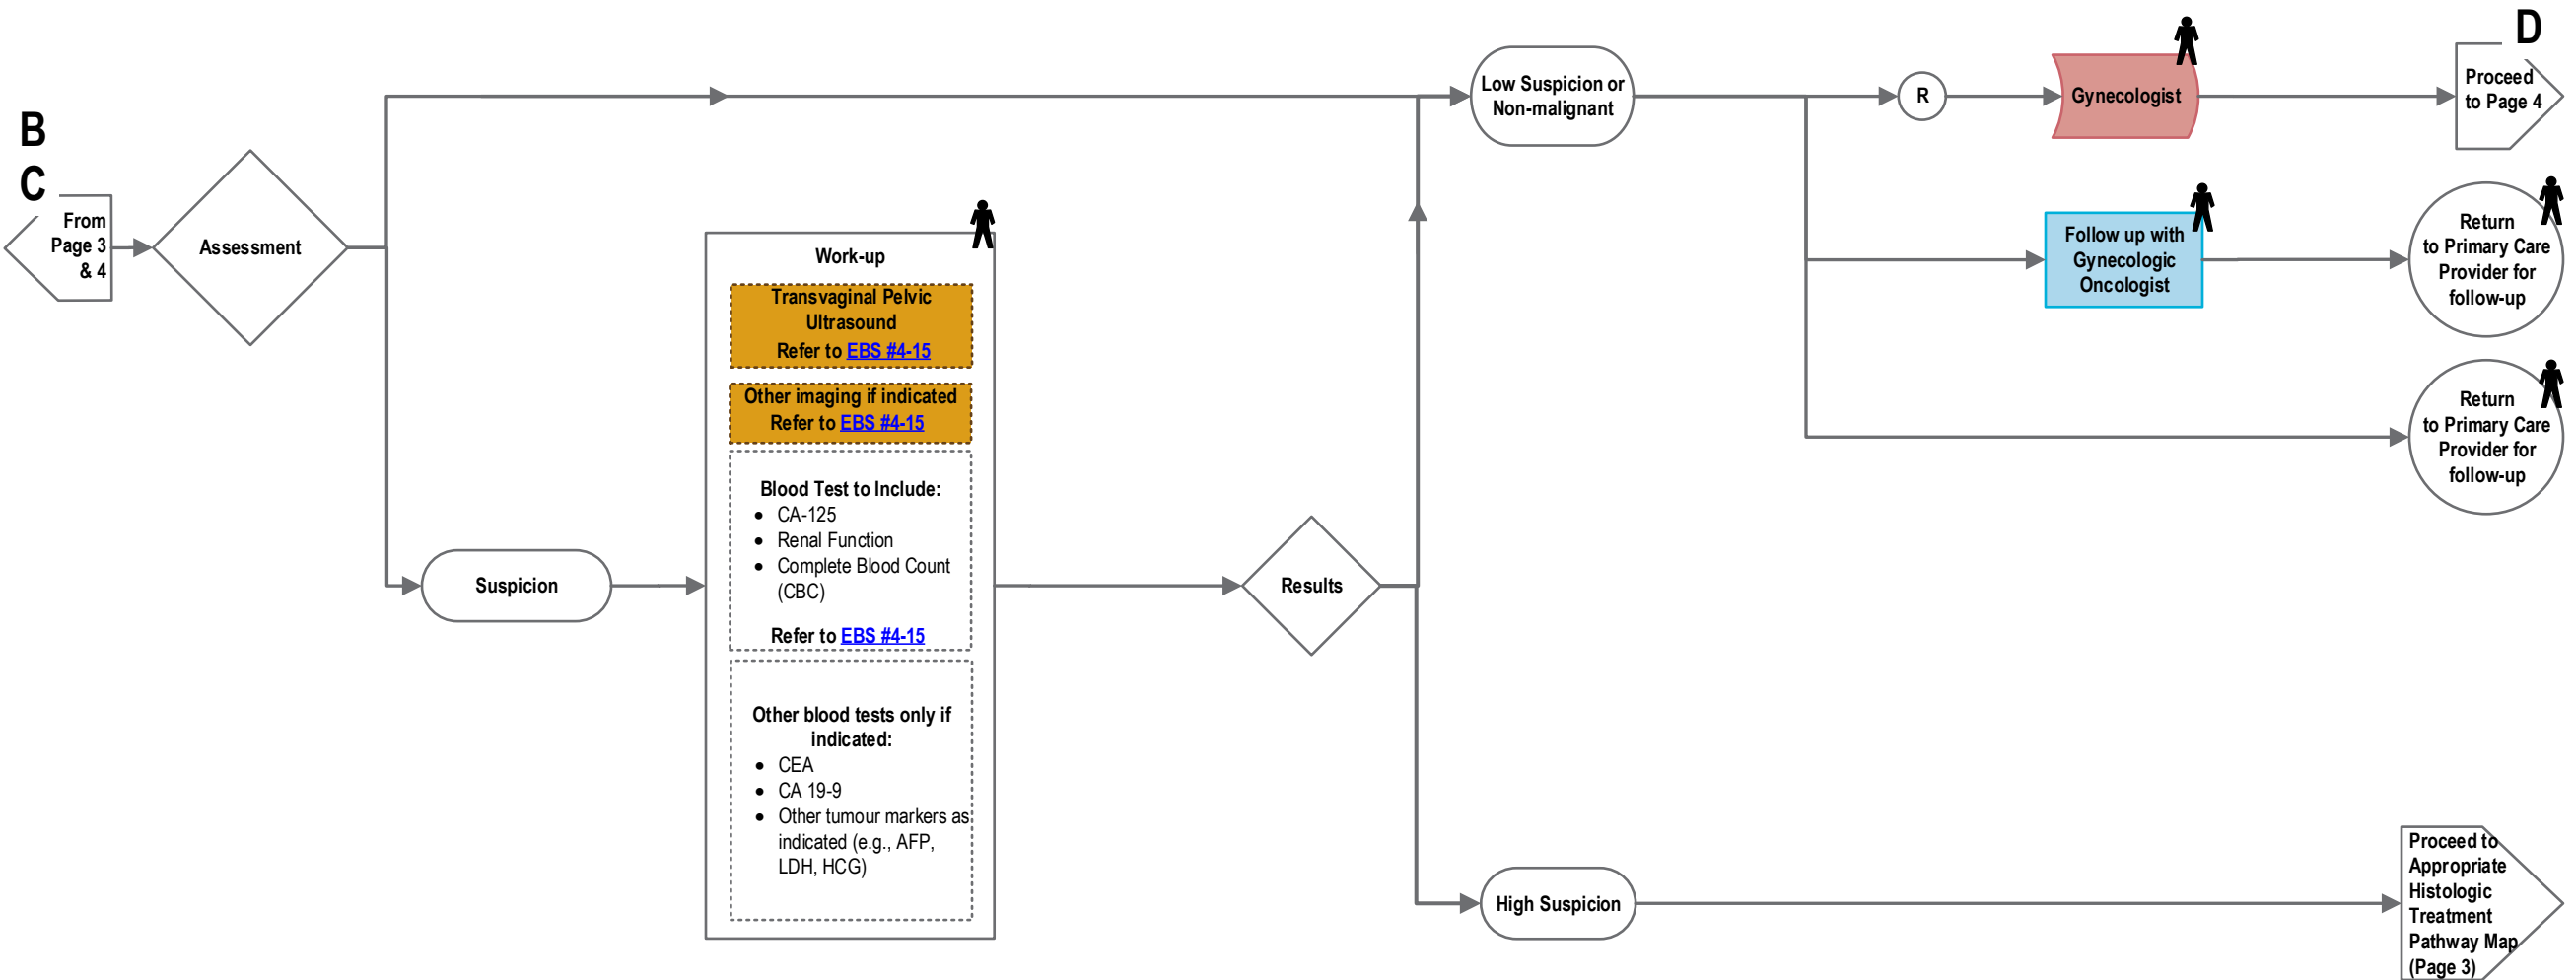 B
C
From
Page 3
& 4
Assessment
Suspicion
Work-up
Transvaginal Pelvic
Ultrasound
Refer to EBS #4-15
Other imaging if indicated
Refer to EBS #4-15
Blood Test to Include:
• CA-125
• Renal Function
• Complete Blood Count
(CBC)
Refer to EBS #4-15
Other blood tests only if
indicated:
• CEA
• CA 19-9
• Other tumour markers as
indicated (e.g., AFP,
LDH, HCG)
Results
Low Suspicion or
Non-malignant
R
Gynecologist
D
Proceed
to Page 4
Follow up with
Gynecologic
Oncologist
Return
to Primary Care
Provider for
follow-up
Return
to Primary Care
Provider for
follow-up
High Suspicion
Proceed to
Appropriate
Histologic
Treatment
Pathway Map
(Page 3)